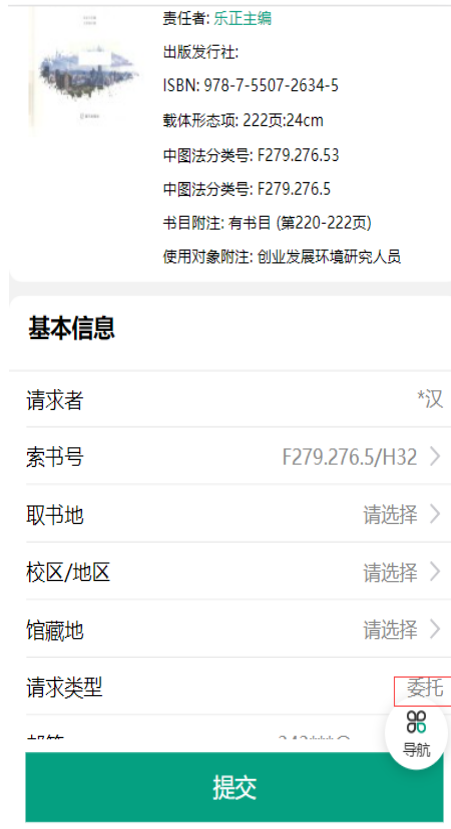 责任者: 乐正主编
出版发行社:
ISBN: 978-7-5507-2634-5
载体形态项: 222页:24cm
中图法分类号: F279.276.53
中图法分类号: F279.276.5
书目附注: 有书目 (第220-222页)
使用对象附注: 创业发展环境研究人员
基本信息
请求者 *汉
索书号 F279.276.5/H32
取书地 请选择
校区/地区 请选择
馆藏地 请选择
请求类型 委托
导航
提交